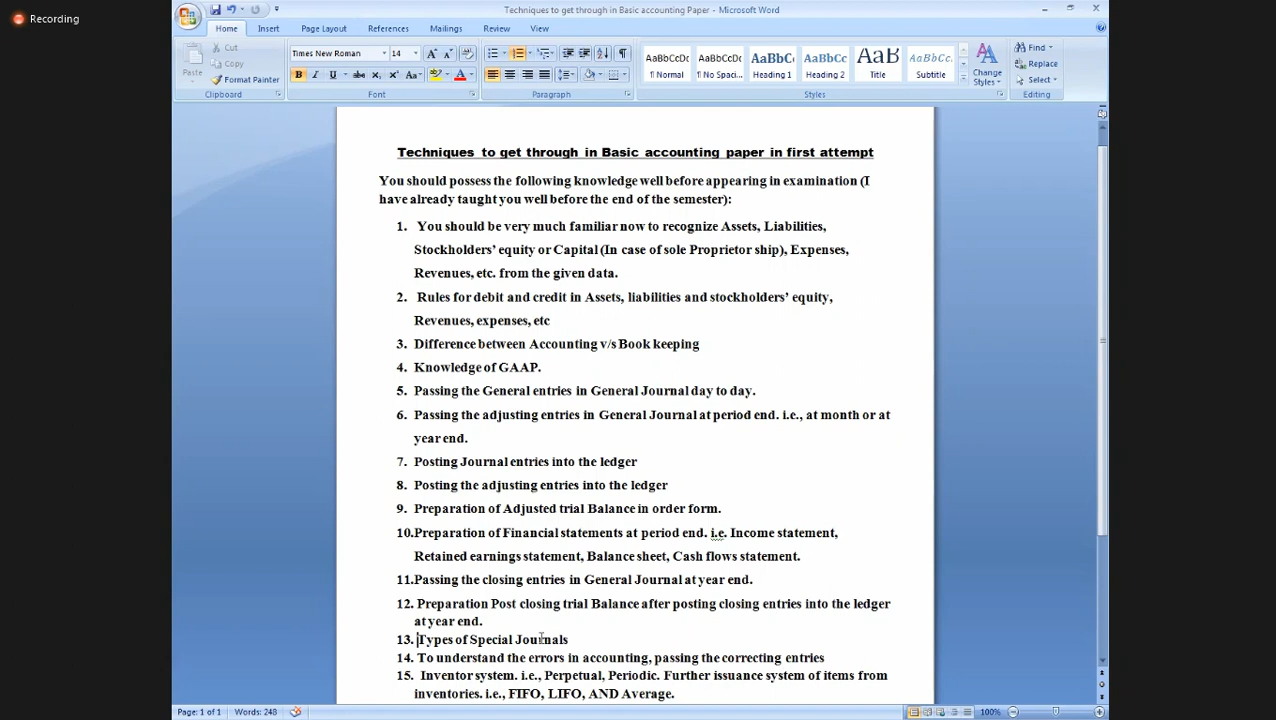 Recording
Techniques to get through in Basic accounting Paper - Microsoft Word
Home Insert Page Layout References Mailings Review View
Cut
Copy
Format Painter
Paste
Clipboard
Times New Roman 14
Font
Paragraph
AaBbCcDc AaBbCcDc AaBbCc AaBbCc AaB AaBbCc.
¶ Normal ¶ No Spaci... Heading 1 Heading 2 Title Subtitle
Change Styles
Styles
Find
Replace
Select
Editing
Techniques to get through in Basic accounting paper in first attempt
You should possess the following knowledge well before appearing in examination (I
have already taught you well before the end of the semester):
1. You should be very much familiar now to recognize Assets, Liabilities,
Stockholders’ equity or Capital (In case of sole Proprietor ship), Expenses,
Revenues, etc. from the given data.
2. Rules for debit and credit in Assets, liabilities and stockholders’ equity,
Revenues, expenses, etc
3. Difference between Accounting v/s Book keeping
4. Knowledge of GAAP.
5. Passing the General entries in General Journal day to day.
6. Passing the adjusting entries in General Journal at period end. i.e., at month or at
year end.
7. Posting Journal entries into the ledger
8. Posting the adjusting entries into the ledger
9. Preparation of Adjusted trial Balance in order form.
10.Preparation of Financial statements at period end. i.e. Income statement,
Retained earnings statement, Balance sheet, Cash flows statement.
11.Passing the closing entries in General Journal at year end.
12. Preparation Post closing trial Balance after posting closing entries into the ledger
at year end.
13. Types of Special Journals
14. To understand the errors in accounting, passing the correcting entries
15. Inventor system. i.e., Perpetual, Periodic. Further issuance system of items from
inventories. i.e., FIFO, LIFO, AND Average.
Page: 1 of 1 Words: 248 100%